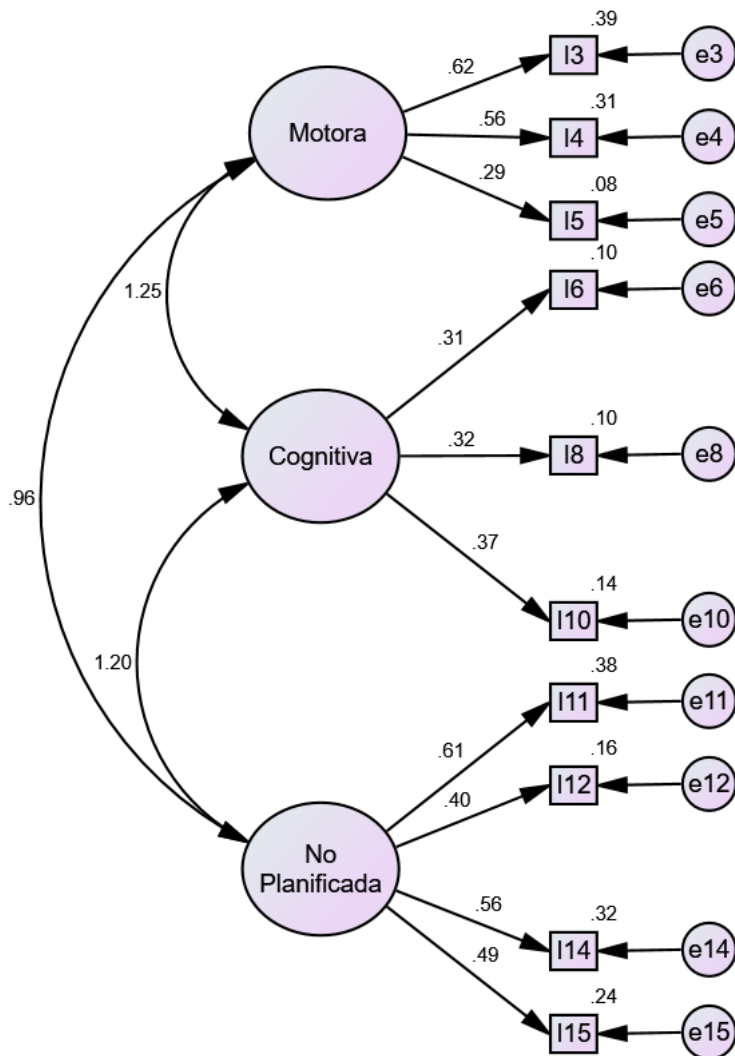 .39
I3
e3
.62
Motora
.31
.56
I4
e4
.29
.08
I5
e5
.10
I6
e6
1.25
.31
.10
Cognitiva
.32
I8
e8
.96
.37
.14
I10
e10
1.20
.38
I11
e11
.61
.16
I12
e12
.40
No
Planificada
.56
.32
I14
e14
.49
.24
I15
e15